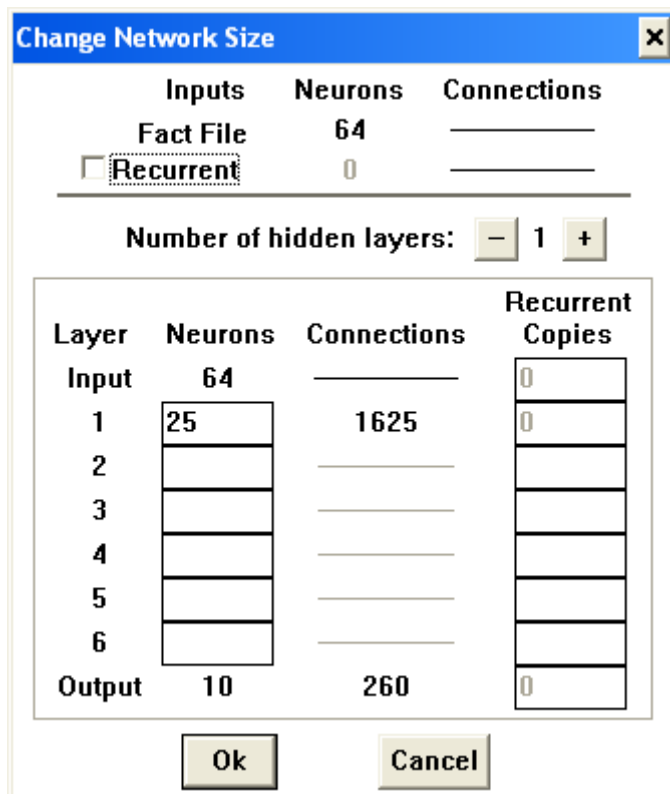 Change Network Size
Inputs Neurons Connections
Fact File 64
Recurrent 0
Number of hidden layers: − 1 +
Recurrent
Layer Neurons Connections Copies
Input 64 0
1 25 1625 0
2
3
4
5
6
Output 10 260 0
Ok Cancel